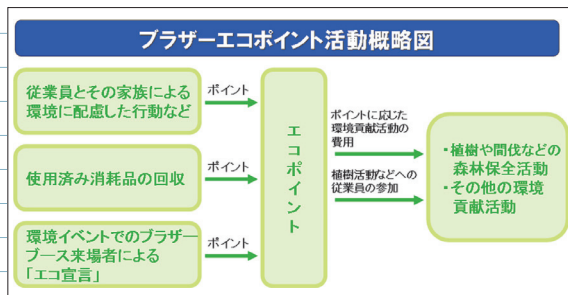 ブラザーエコポイント活動概略図
従業員とその家族による
環境に配慮した行動など
ポイント
使用済み消耗品の回収
ポイント
環境イベントでのブラザー
ブース来場者による
「エコ宣言」
ポイント
エコポイント
ポイントに応じた
環境貢献活動の
費用
植樹活動などへの
従業員の参加
・植樹や間伐などの
森林保全活動
・その他の環境
貢献活動